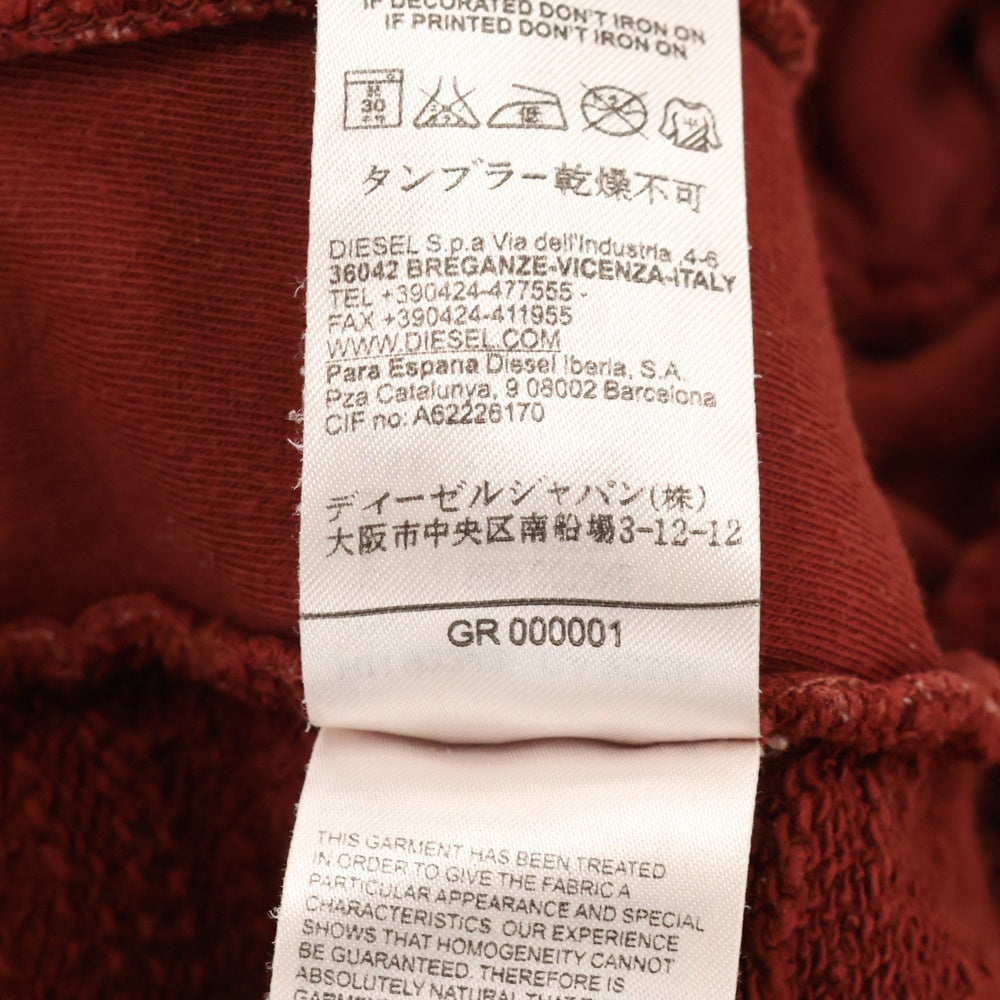 IF DECORATED DON'T IRON ON
IF PRINTED DON'T IRON ON
30
低
タンブラー乾燥不可
DIESEL S.p.a Via dell'Industria 4-6
36042 BREGANZE-VICENZA-ITALY
TEL +390424-477555 -
FAX +390424-411955
WWW.DIESEL.COM
Para Espana Diesel Iberia, S.A.
Pza Catalunya, 9 08002 Barcelona
CIF no: A62226170
ディーゼルジャパン(株)
大阪市中央区南船場3-12-12
GR 000001
THIS GARMENT HAS BEEN TREATED
IN ORDER TO GIVE THE FABRIC A
PARTICULAR APPEARANCE AND SPECIAL
CHARACTERISTICS. OUR EXPERIENCE
SHOWS THAT HOMOGENEITY CANNOT
BE GUARANTEED. THEREFORE IS
ABSOLUTELY NATURAL THAT